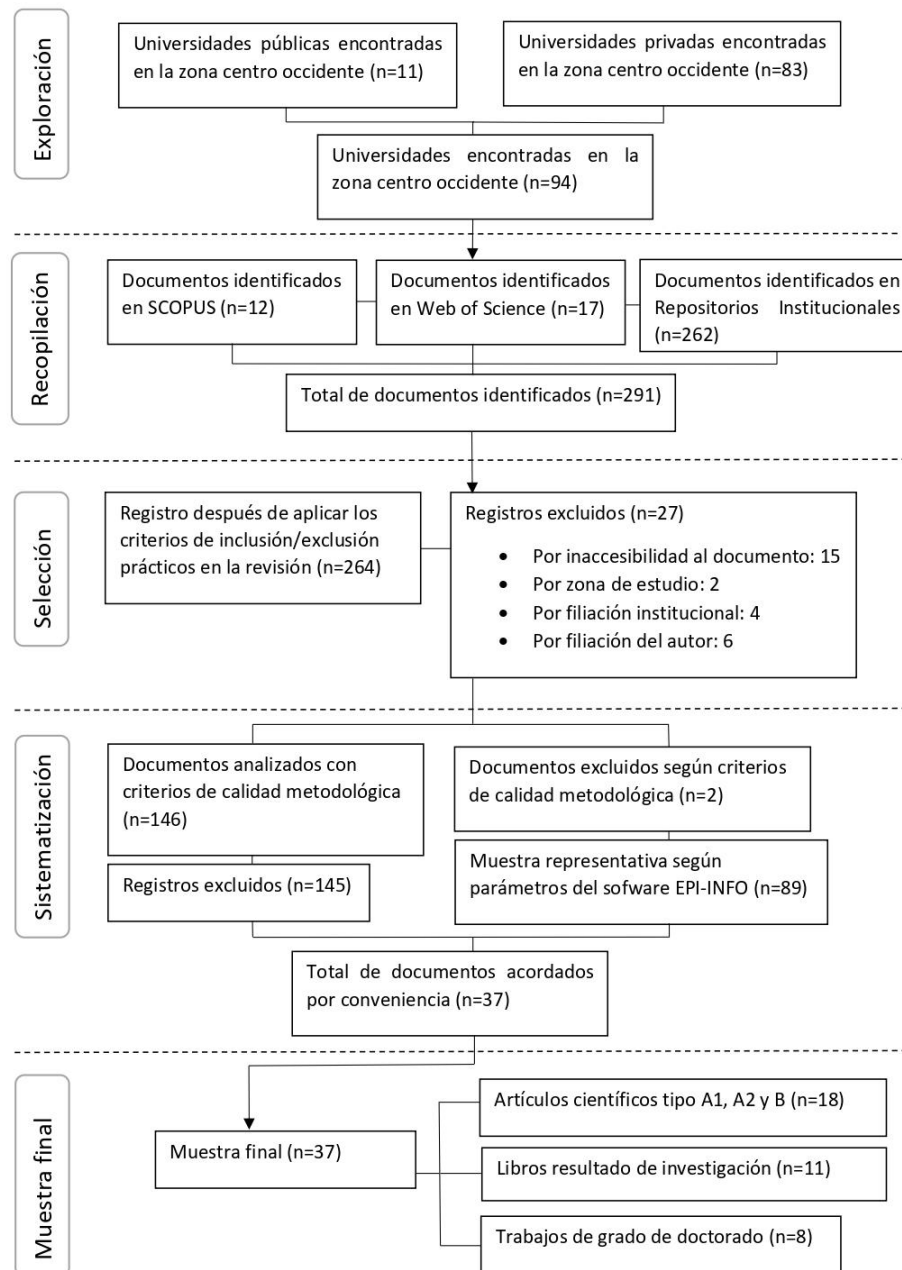 Exploración
Universidades públicas encontradas
en la zona centro occidente (n=11)
Universidades privadas encontradas
en la zona centro occidente (n=83)
Universidades encontradas en la
zona centro occidente (n=94)
Recopilación
Documentos identificados
en SCOPUS (n=12)
Documentos identificados
en Web of Science (n=17)
Documentos identificados en
Repositorios Institucionales
(n=262)
Total de documentos identificados (n=291)
Selección
Registro después de aplicar los
criterios de inclusión/exclusión
prácticos en la revisión (n=264)
Registros excluidos (n=27)
• Por inaccesibilidad al documento: 15
• Por zona de estudio: 2
• Por filiación institucional: 4
• Por filiación del autor: 6
Sistematización
Documentos analizados con
criterios de calidad metodológica
(n=146)
Documentos excluidos según criterios
de calidad metodológica (n=2)
Registros excluidos (n=145)
Muestra representativa según
parámetros del sofware EPI-INFO (n=89)
Total de documentos acordados
por conveniencia (n=37)
Muestra final
Muestra final (n=37)
Artículos científicos tipo A1, A2 y B (n=18)
Libros resultado de investigación (n=11)
Trabajos de grado de doctorado (n=8)